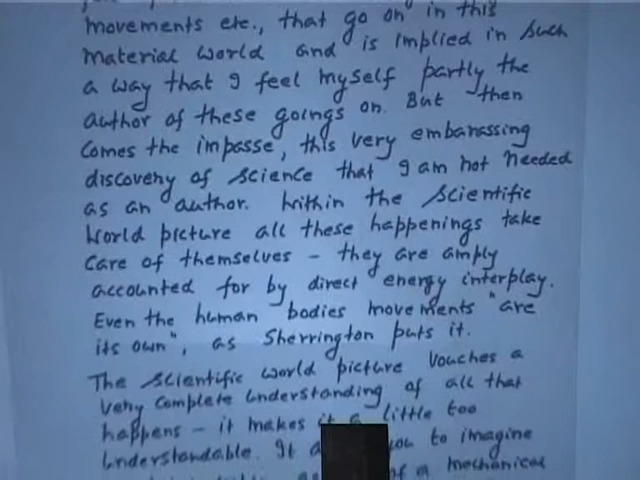 movements etc., that go on in this
material world and is implied in such
a way that I feel myself partly the
author of these goings on. But then
comes the impasse, this very embarassing
discovery of science that I am not needed
as an author. Within the scientific
World picture all these happenings take
care of themselves - they are amply
accounted for by direct energy interplay.
Even the human bodies movements "are
its own", as Sherrington puts it.
The scientific world picture vouches a
very complete understanding of all that
happens - it makes it a little too
understandable. It you to imagine
of a mechanical